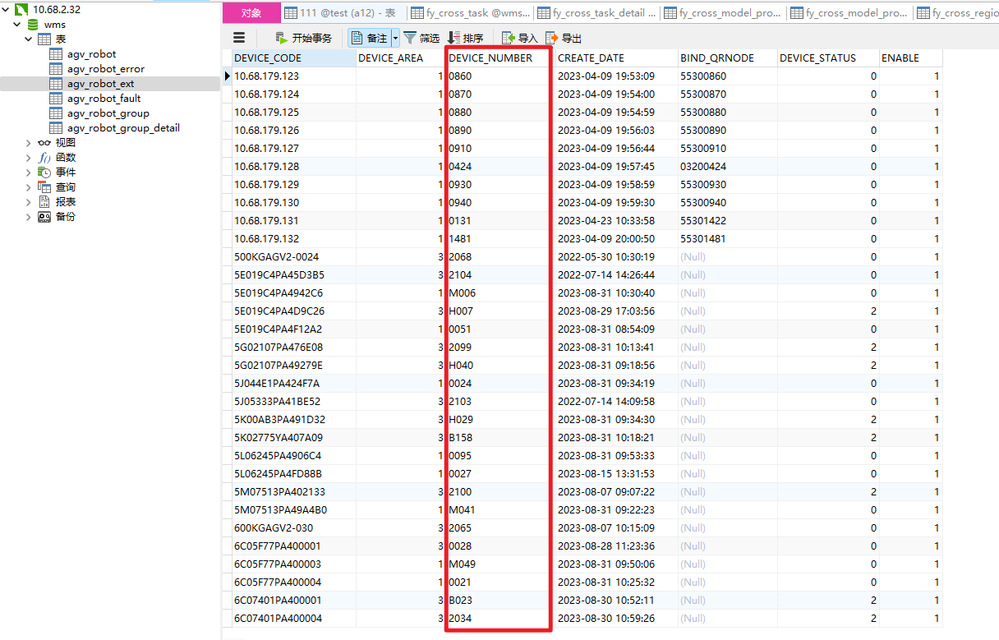 10.68.2.32
wms
表
agv_robot
agv_robot_error
agv_robot_ext
agv_robot_fault
agv_robot_group
agv_robot_group_detail
视图
函数
事件
查询
报表
备份
对象 111 @test (a12) - 表 fy_cross_task @wms... fy_cross_task_detail ... fy_cross_model_pro... fy_cross_model_pro... fy_cross_regio
开始事务 备注 筛选 排序 导入 导出
DEVICE_CODE DEVICE_AREA DEVICE_NUMBER CREATE_DATE BIND_QRNODE DEVICE_STATUS ENABLE
10.68.179.123 1 0860 2023-04-09 19:53:09 55300860 0 1
10.68.179.124 1 0870 2023-04-09 19:54:00 55300870 0 1
10.68.179.125 1 0880 2023-04-09 19:54:59 55300880 0 1
10.68.179.126 1 0890 2023-04-09 19:56:03 55300890 0 1
10.68.179.127 1 0910 2023-04-09 19:56:44 55300910 0 1
10.68.179.128 1 0424 2023-04-09 19:57:45 03200424 0 1
10.68.179.129 1 0930 2023-04-09 19:58:59 55300930 0 1
10.68.179.130 1 0940 2023-04-09 19:59:30 55300940 0 1
10.68.179.131 1 0131 2023-04-23 10:33:58 55301422 0 1
10.68.179.132 1 1481 2023-04-09 20:00:50 55301481 0 1
500KGAGV2-0024 3 2068 2022-05-30 10:30:19 (Null) 0 1
5E019C4PA45D3B5 3 2104 2022-07-14 14:26:44 (Null) 0 1
5E019C4PA4942C6 1 M006 2023-08-31 10:30:40 (Null) 0 1
5E019C4PA4D9C26 3 H007 2023-08-29 17:03:56 (Null) 2 1
5E019C4PA4F12A2 1 0051 2023-08-31 08:54:09 (Null) 0 1
5G02107PA476E08 3 2099 2023-08-31 10:13:41 (Null) 2 1
5G02107PA49279E 3 H040 2023-08-31 09:18:56 (Null) 2 1
5J044E1PA424F7A 1 0024 2023-08-31 09:34:19 (Null) 0 1
5J05333PA41BE52 3 2103 2022-07-14 14:09:58 (Null) 0 1
5K00AB3PA491D32 3 H029 2023-08-31 09:34:30 (Null) 2 1
5K02775YA407A09 3 B158 2023-08-31 10:18:21 (Null) 2 1
5L06245PA4906C4 1 0095 2023-08-31 09:53:33 (Null) 0 1
5L06245PA4FD88B 1 0027 2023-08-15 13:31:53 (Null) 0 1
5M07513PA402133 3 2100 2023-08-07 09:07:22 (Null) 2 1
5M07513PA49A4B0 1 M041 2023-08-31 09:22:23 (Null) 0 1
600KGAGV2-030 3 2065 2023-08-07 10:15:09 (Null) 0 1
6C05F77PA400001 3 0028 2023-08-28 11:23:36 (Null) 0 1
6C05F77PA400003 1 M049 2023-08-31 09:50:06 (Null) 0 1
6C05F77PA400004 1 0021 2023-08-31 10:25:32 (Null) 0 1
6C07401PA400001 3 B023 2023-08-30 10:52:11 (Null) 2 1
6C07401PA400004 3 2034 2023-08-30 10:59:26 (Null) 2 1